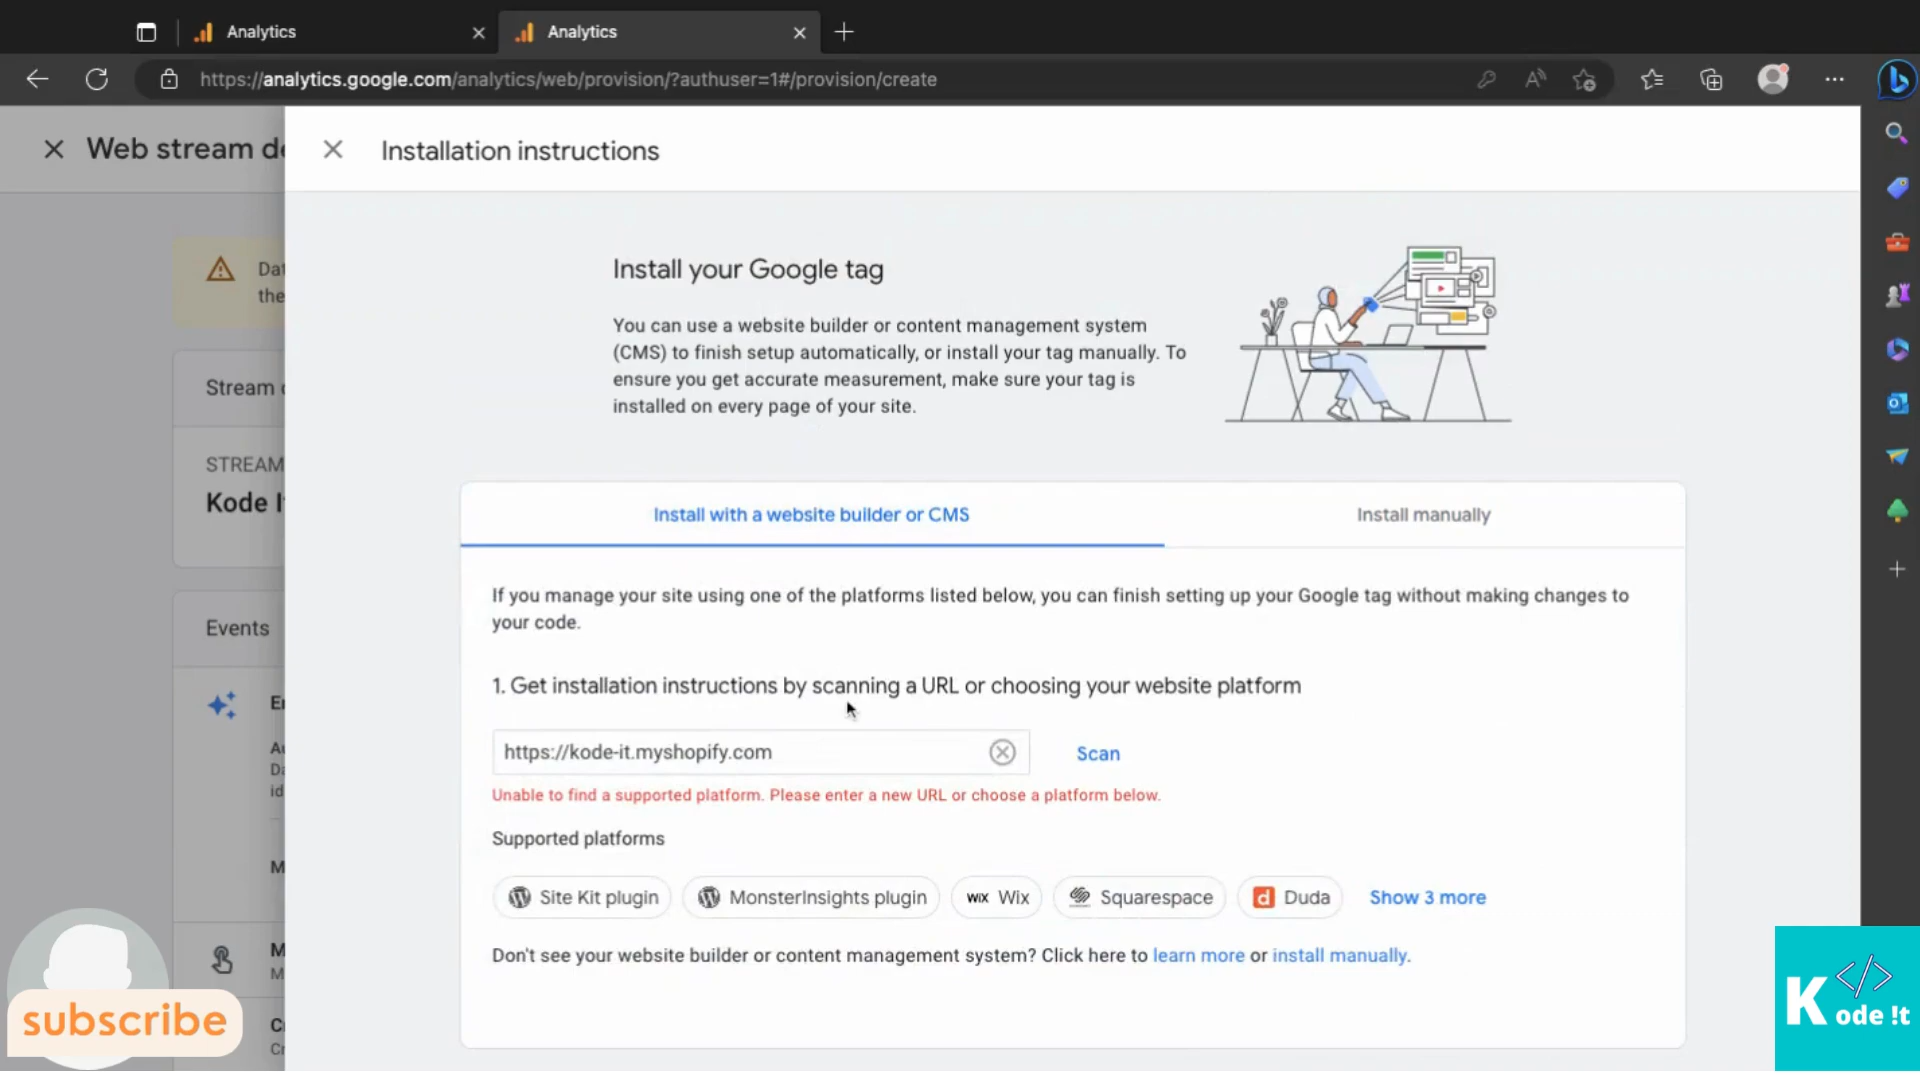 Analytics
Analytics
https://analytics.google.com/analytics/web/provision/?authuser=1#/provision/create
Web stream de
Installation instructions
Install your Google tag
You can use a website builder or content management system
(CMS) to finish setup automatically, or install your tag manually. To
ensure you get accurate measurement, make sure your tag is
installed on every page of your site.
Dat
the
Stream
STREAM
Kode I
Events
Install with a website builder or CMS
Install manually
If you manage your site using one of the platforms listed below, you can finish setting up your Google tag without making changes to
your code.
1. Get installation instructions by scanning a URL or choosing your website platform
https://kode-it.myshopify.com
Scan
Unable to find a supported platform. Please enter a new URL or choose a platform below.
Supported platforms
Site Kit plugin
MonsterInsights plugin
WiX Wix
Squarespace
d Duda
Show 3 more
Don't see your website builder or content management system? Click here to learn more or install manually.
subscribe
K </>
ode !t